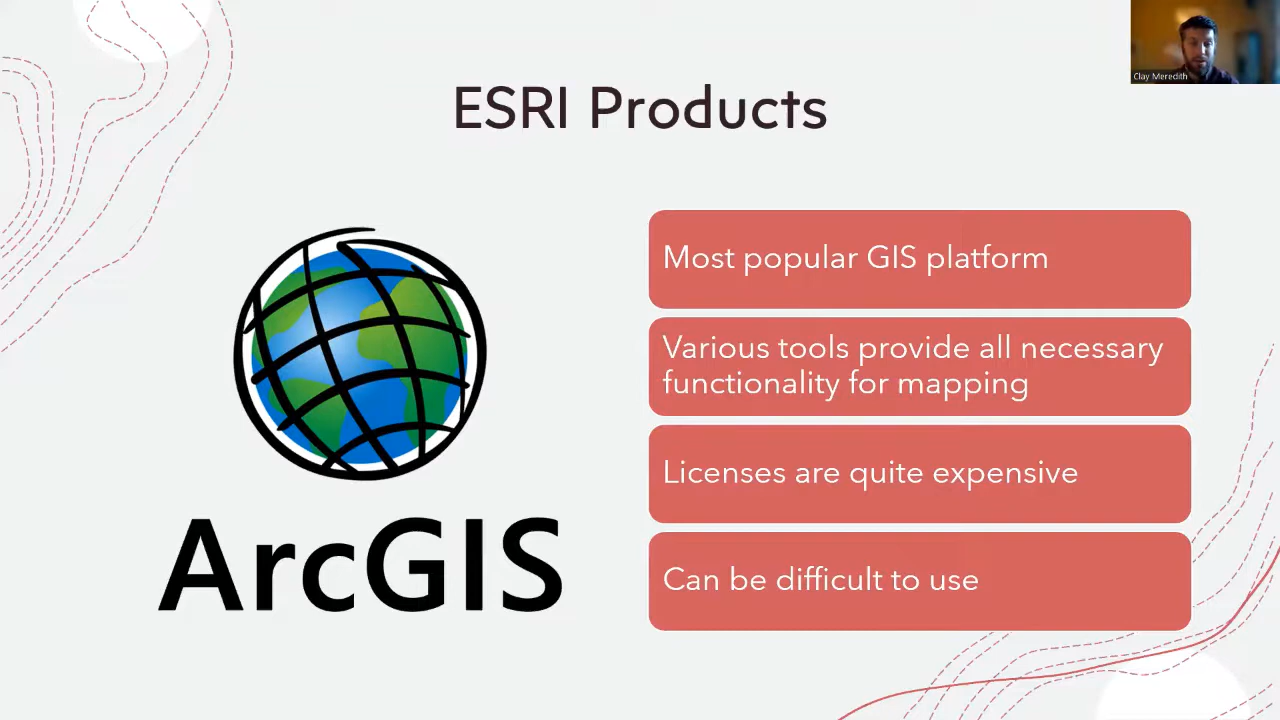 Clay Meredith
ESRI Products
ArcGIS
Most popular GIS platform
Various tools provide all necessary
functionality for mapping
Licenses are quite expensive
Can be difficult to use